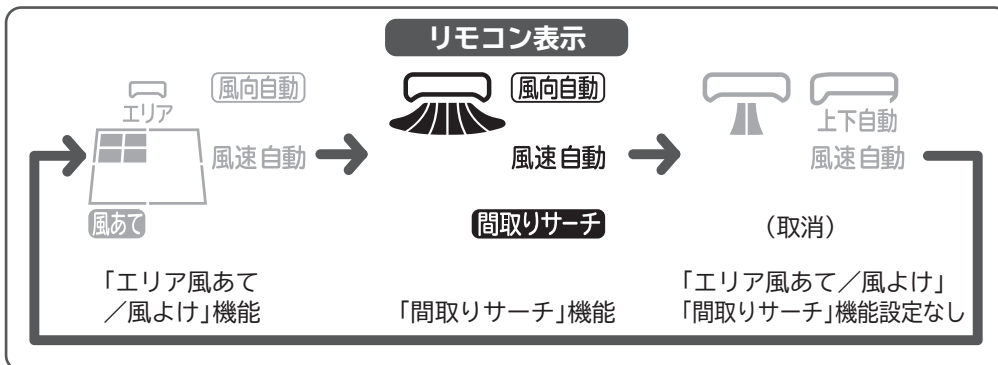 リモコン表示
エリア
風向自動
風速自動
風あて
「エリア風あて
／風よけ」機能
風向自動
風速自動
間取りサーチ
「間取りサーチ」機能
上下自動
風速自動
（取消）
「エリア風あて／風よけ」
「間取りサーチ」機能設定なし